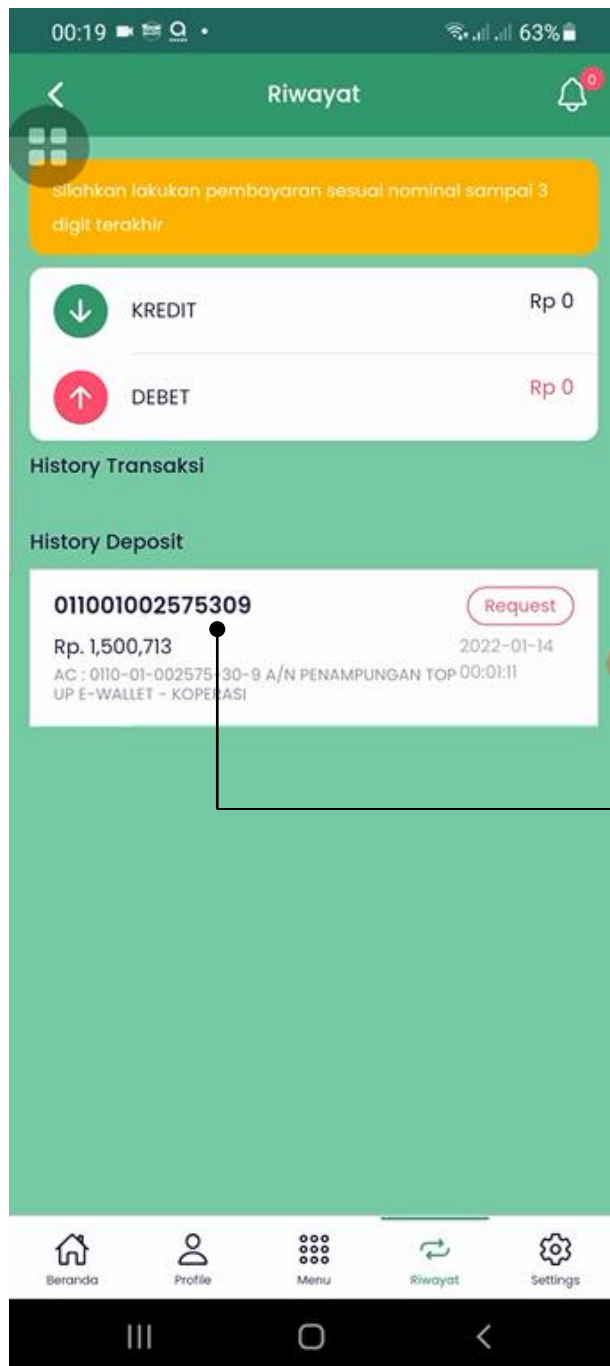 00:19
63%
Riwayat
0
Silahkan lakukan pembayaran sesuai nominal sampai 3
digit terakhir
KREDIT Rp 0
DEBET Rp 0
History Transaksi
History Deposit
011001002575309 Request
Rp. 1,500,713 2022-01-14
AC : 0110-01-002575-30-9 A/N PENAMPUNGAN TOP 00:01:11
UP E-WALLET - KOPERASI
Beranda Profile Menu Riwayat Settings